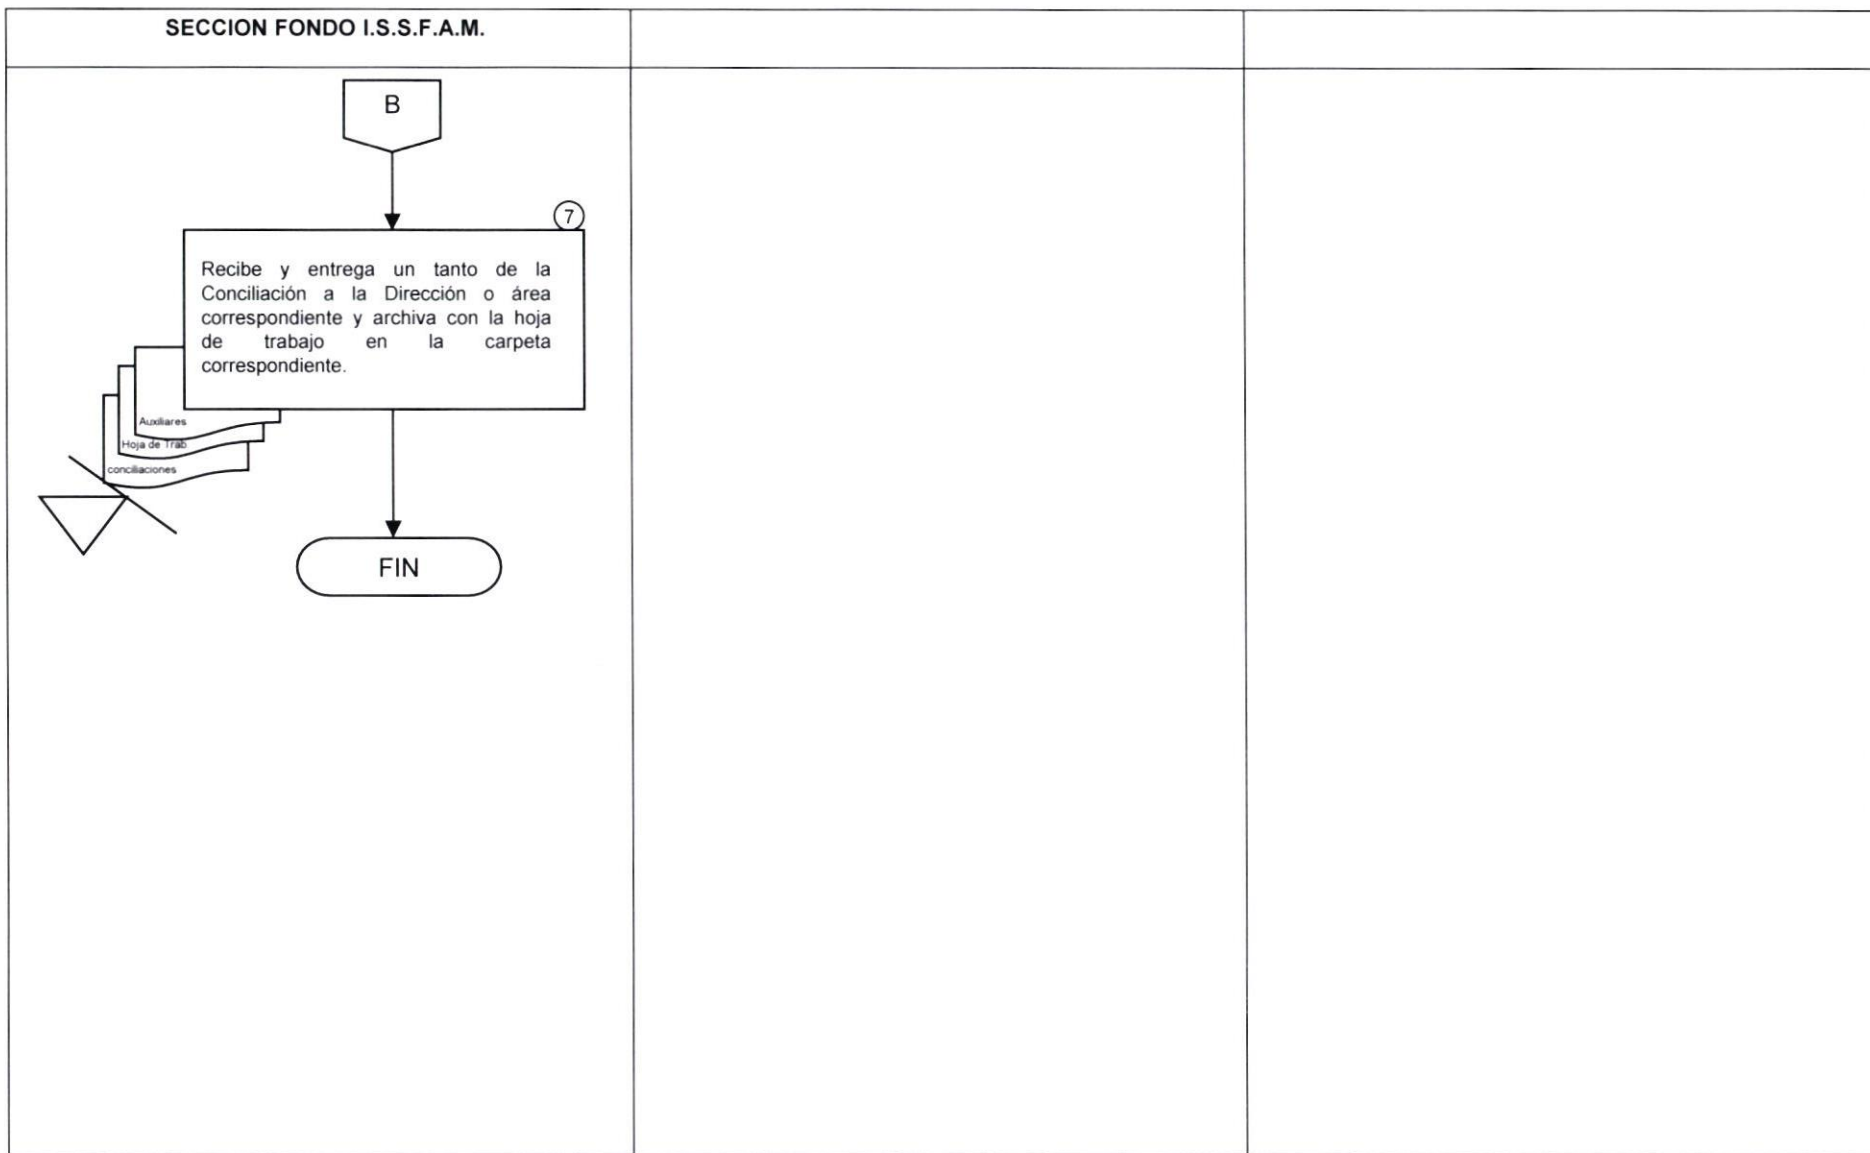 SECCION FONDO I.S.S.F.A.M.
B
7
Recibe y entrega un tanto de la
Conciliación a la Dirección o área
correspondiente y archiva con la hoja
de trabajo en la carpeta
correspondiente.
Auxiliares
Hoja de Trab
conciliaciones
FIN